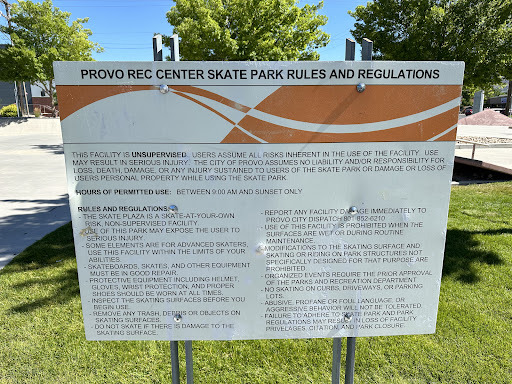 PROVO REC CENTER SKATE PARK RULES AND REGULATIONS
THIS FACILITY IS UNSUPERVISED. USERS ASSUME ALL RISKS INHERENT IN THE USE OF THE FACILITY. USE
MAY RESULT IN SERIOUS INJURY. THE CITY OF PROVO ASSUMES NO LIABILITY AND/OR RESPONSIBILITY FOR
LOSS, DEATH, DAMAGE, OR ANY INJURY SUSTAINED TO USERS OF THE SKATE PARK OR DAMAGE OR LOSS OF
USERS PERSONAL PROPERTY WHILE USING THE SKATE PARK.
HOURS OF PERMITTED USE: BETWEEN 9:00 AM AND SUNSET ONLY
RULES AND REGULATIONS
- THE SKATE PLAZA IS A SKATE-AT-YOUR-OWN
RISK, NON-SUPERVISED FACILITY.
- USE OF THIS PARK MAY EXPOSE THE USER TO
SERIOUS INJURY.
- SOME ELEMENTS ARE FOR ADVANCED SKATERS,
USE THIS FACILITY WITHIN THE LIMITS OF YOUR
ABILITIES.
- SKATEBOARDS, SKATES, AND OTHER EQUIPMENT
MUST BE IN GOOD REPAIR.
- PROTECTIVE EQUIPMENT INCLUDING HELMET,
GLOVES, WRIST PROTECTION, AND PROPER
SHOES SHOULD BE WORN AT ALL TIMES.
- INSPECT THE SKATING SURFACES BEFORE YOU
BEGIN USE.
- REMOVE ANY TRASH, DEBRIS OR OBJECTS ON
SKATING SURFACES.
- DO NOT SKATE IF THERE IS DAMAGE TO THE
SKATING SURFACES.
- REPORT ANY FACILITY DAMAGE IMMEDIATELY TO
PROVO CITY DISPATCH 801-852-6210
- USE OF THIS FACILITY IS PROHIBITED WHEN THE
SURFACES ARE WET OR DURING ROUTINE
MAINTENANCE.
- MODIFICATIONS TO THE SKATING SURFACE AND
SKATING OR RIDING ON PARK STRUCTURES NOT
SPECIFICALLY DESIGNED FOR THAT PURPOSE ARE
PROHIBITED.
- ORGANIZED EVENTS REQUIRE THE PRIOR APPROVAL
OF THE PARKS AND RECREATION DEPARTMENT.
- NO SKATING ON CURBS, DRIVEWAYS, OR PARKING
LOTS.
- ABUSIVE, PROFANE OR FOUL LANGUAGE, OR
AGGRESSIVE BEHAVIOR WILL NOT BE TOLERATED.
- FAILURE TO ADHERE TO SKATE PARK AND PARK
REGULATIONS MAY RESULT IN LOSS OF FACILITY
PRIVELAGES, CITATION, AND PARK CLOSURE.